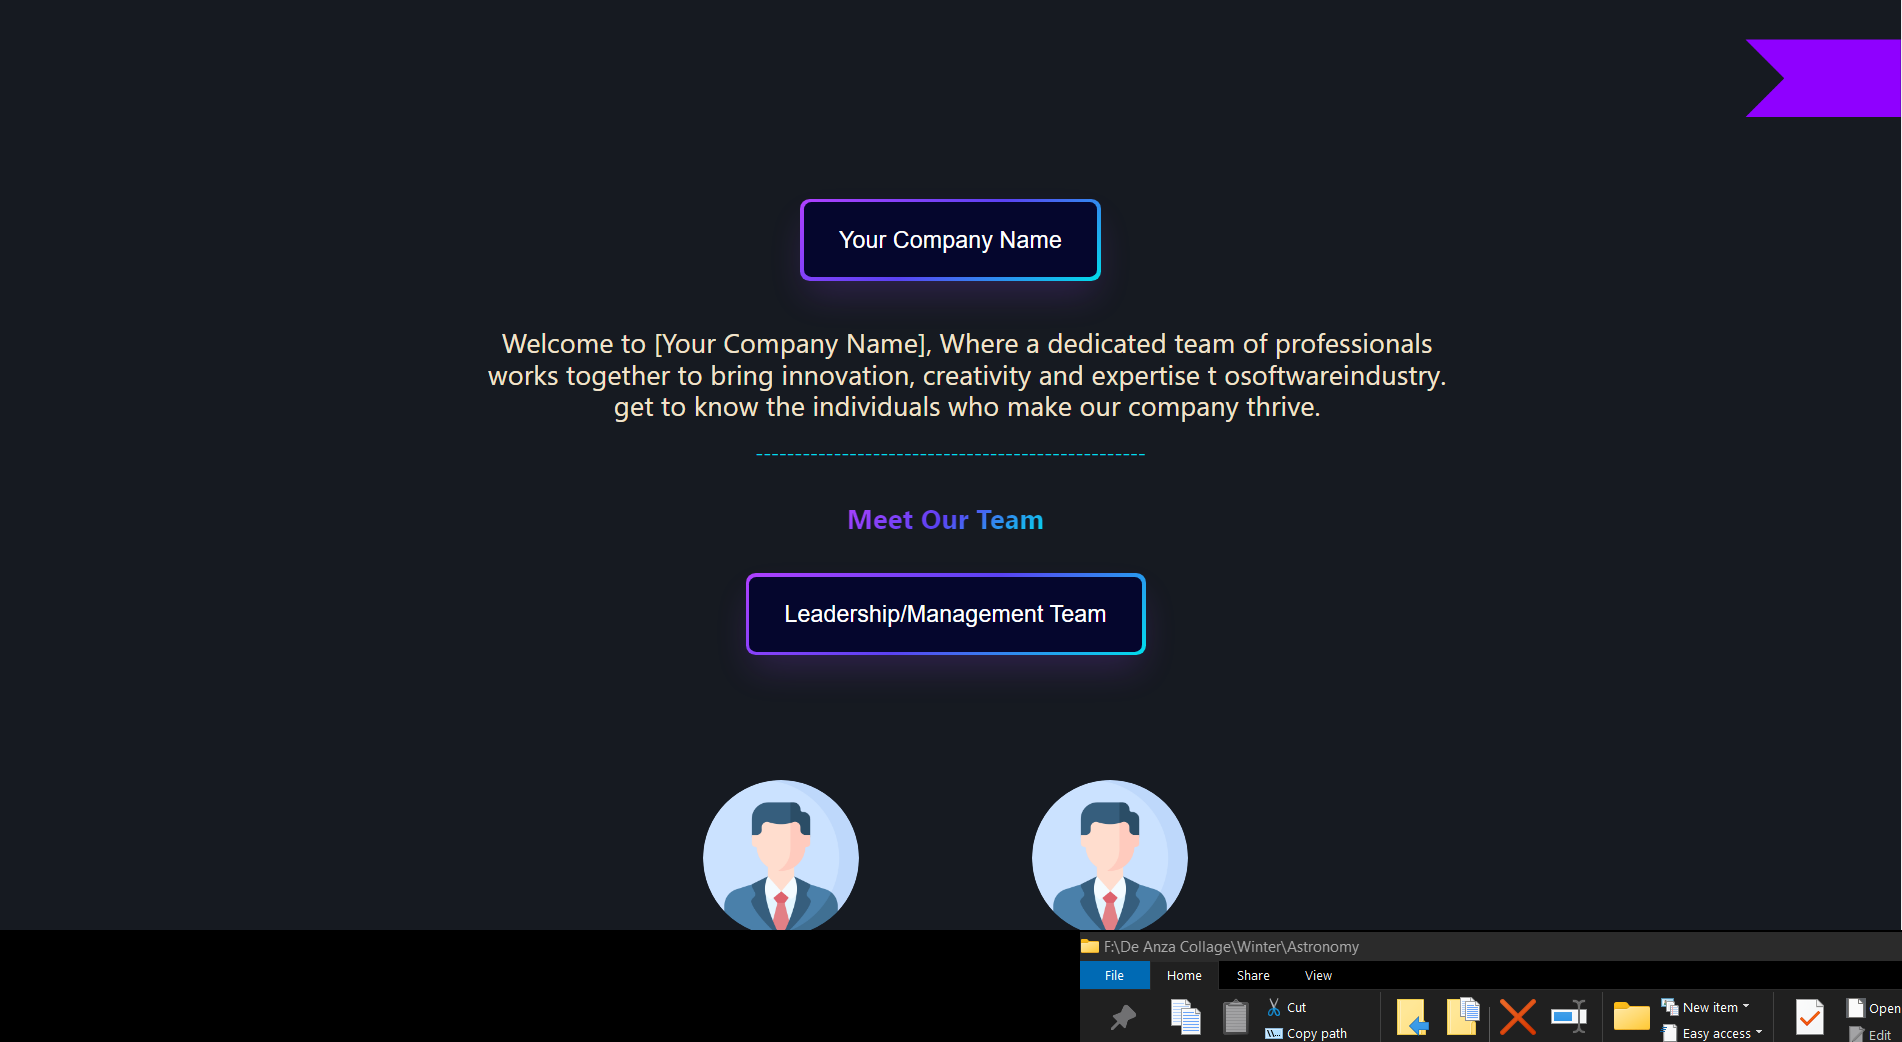 Your Company Name
Welcome to [Your Company Name], Where a dedicated team of professionals
works together to bring innovation, creativity and expertise t osoftwareindustry.
get to know the individuals who make our company thrive.
--------------------------------------------------
Meet Our Team
Leadership/Management Team
F:\De Anza Collage\Winter\Astronomy
File Home Share View
Cut New item Open
Copy path Easy access Edit